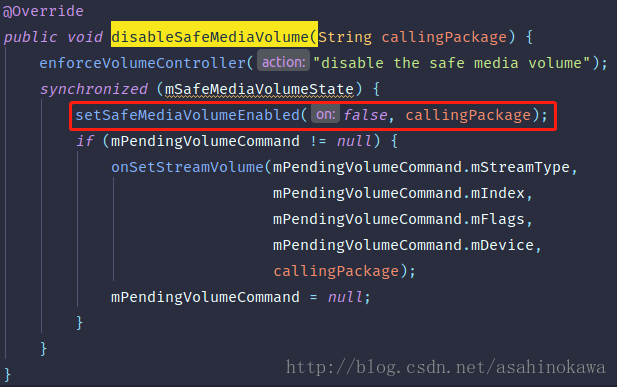 @Override
public void disableSafeMediaVolume(String callingPackage) {
    enforceVolumeController( action: "disable the safe media volume");
    synchronized (mSafeMediaVolumeState) {
        setSafeMediaVolumeEnabled( on: false, callingPackage);
        if (mPendingVolumeCommand != null) {
            onSetStreamVolume(mPendingVolumeCommand.mStreamType,
                              mPendingVolumeCommand.mIndex,
                              mPendingVolumeCommand.mFlags,
                              mPendingVolumeCommand.mDevice,
                              callingPackage);
            mPendingVolumeCommand = null;
        }
    }
}
http://blog.csdn.net/asahinokawa